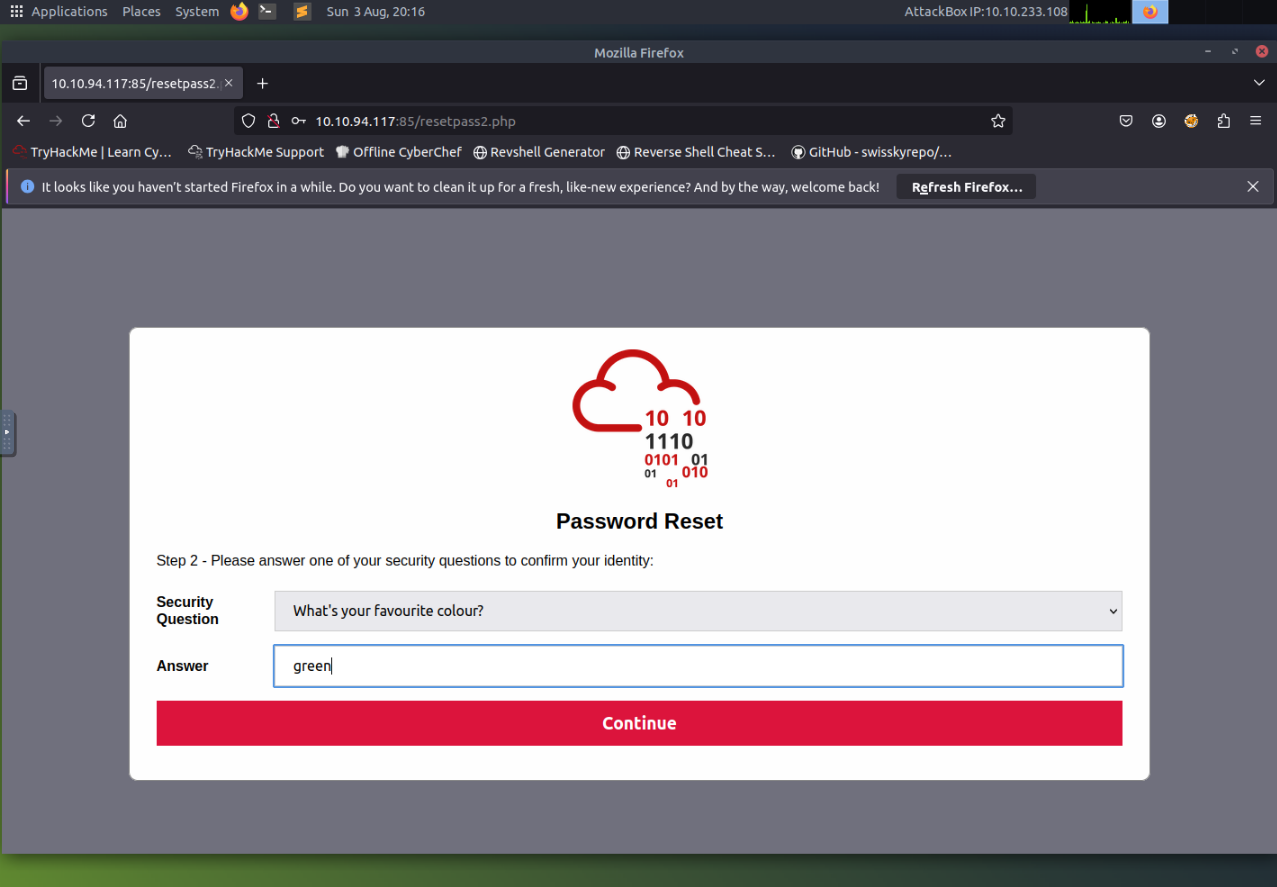 Applications Places System Sun 3 Aug, 20:16 AttackBox IP:10.10.233.108
Mozilla Firefox
10.10.94.117:85/resetpass2.p
10.10.94.117:85/resetpass2.php
TryHackMe | Learn Cy... TryHackMe Support Offline CyberChef Revshell Generator Reverse Shell Cheat S... GitHub - swisskyrepo/...
It looks like you haven't started Firefox in a while. Do you want to clean it up for a fresh, like-new experience? And by the way, welcome back! Refresh Firefox...
10 10
1110
0101 01
01 010
01
Password Reset
Step 2 - Please answer one of your security questions to confirm your identity:
Security
Question
What's your favourite colour?
Answer green
Continue